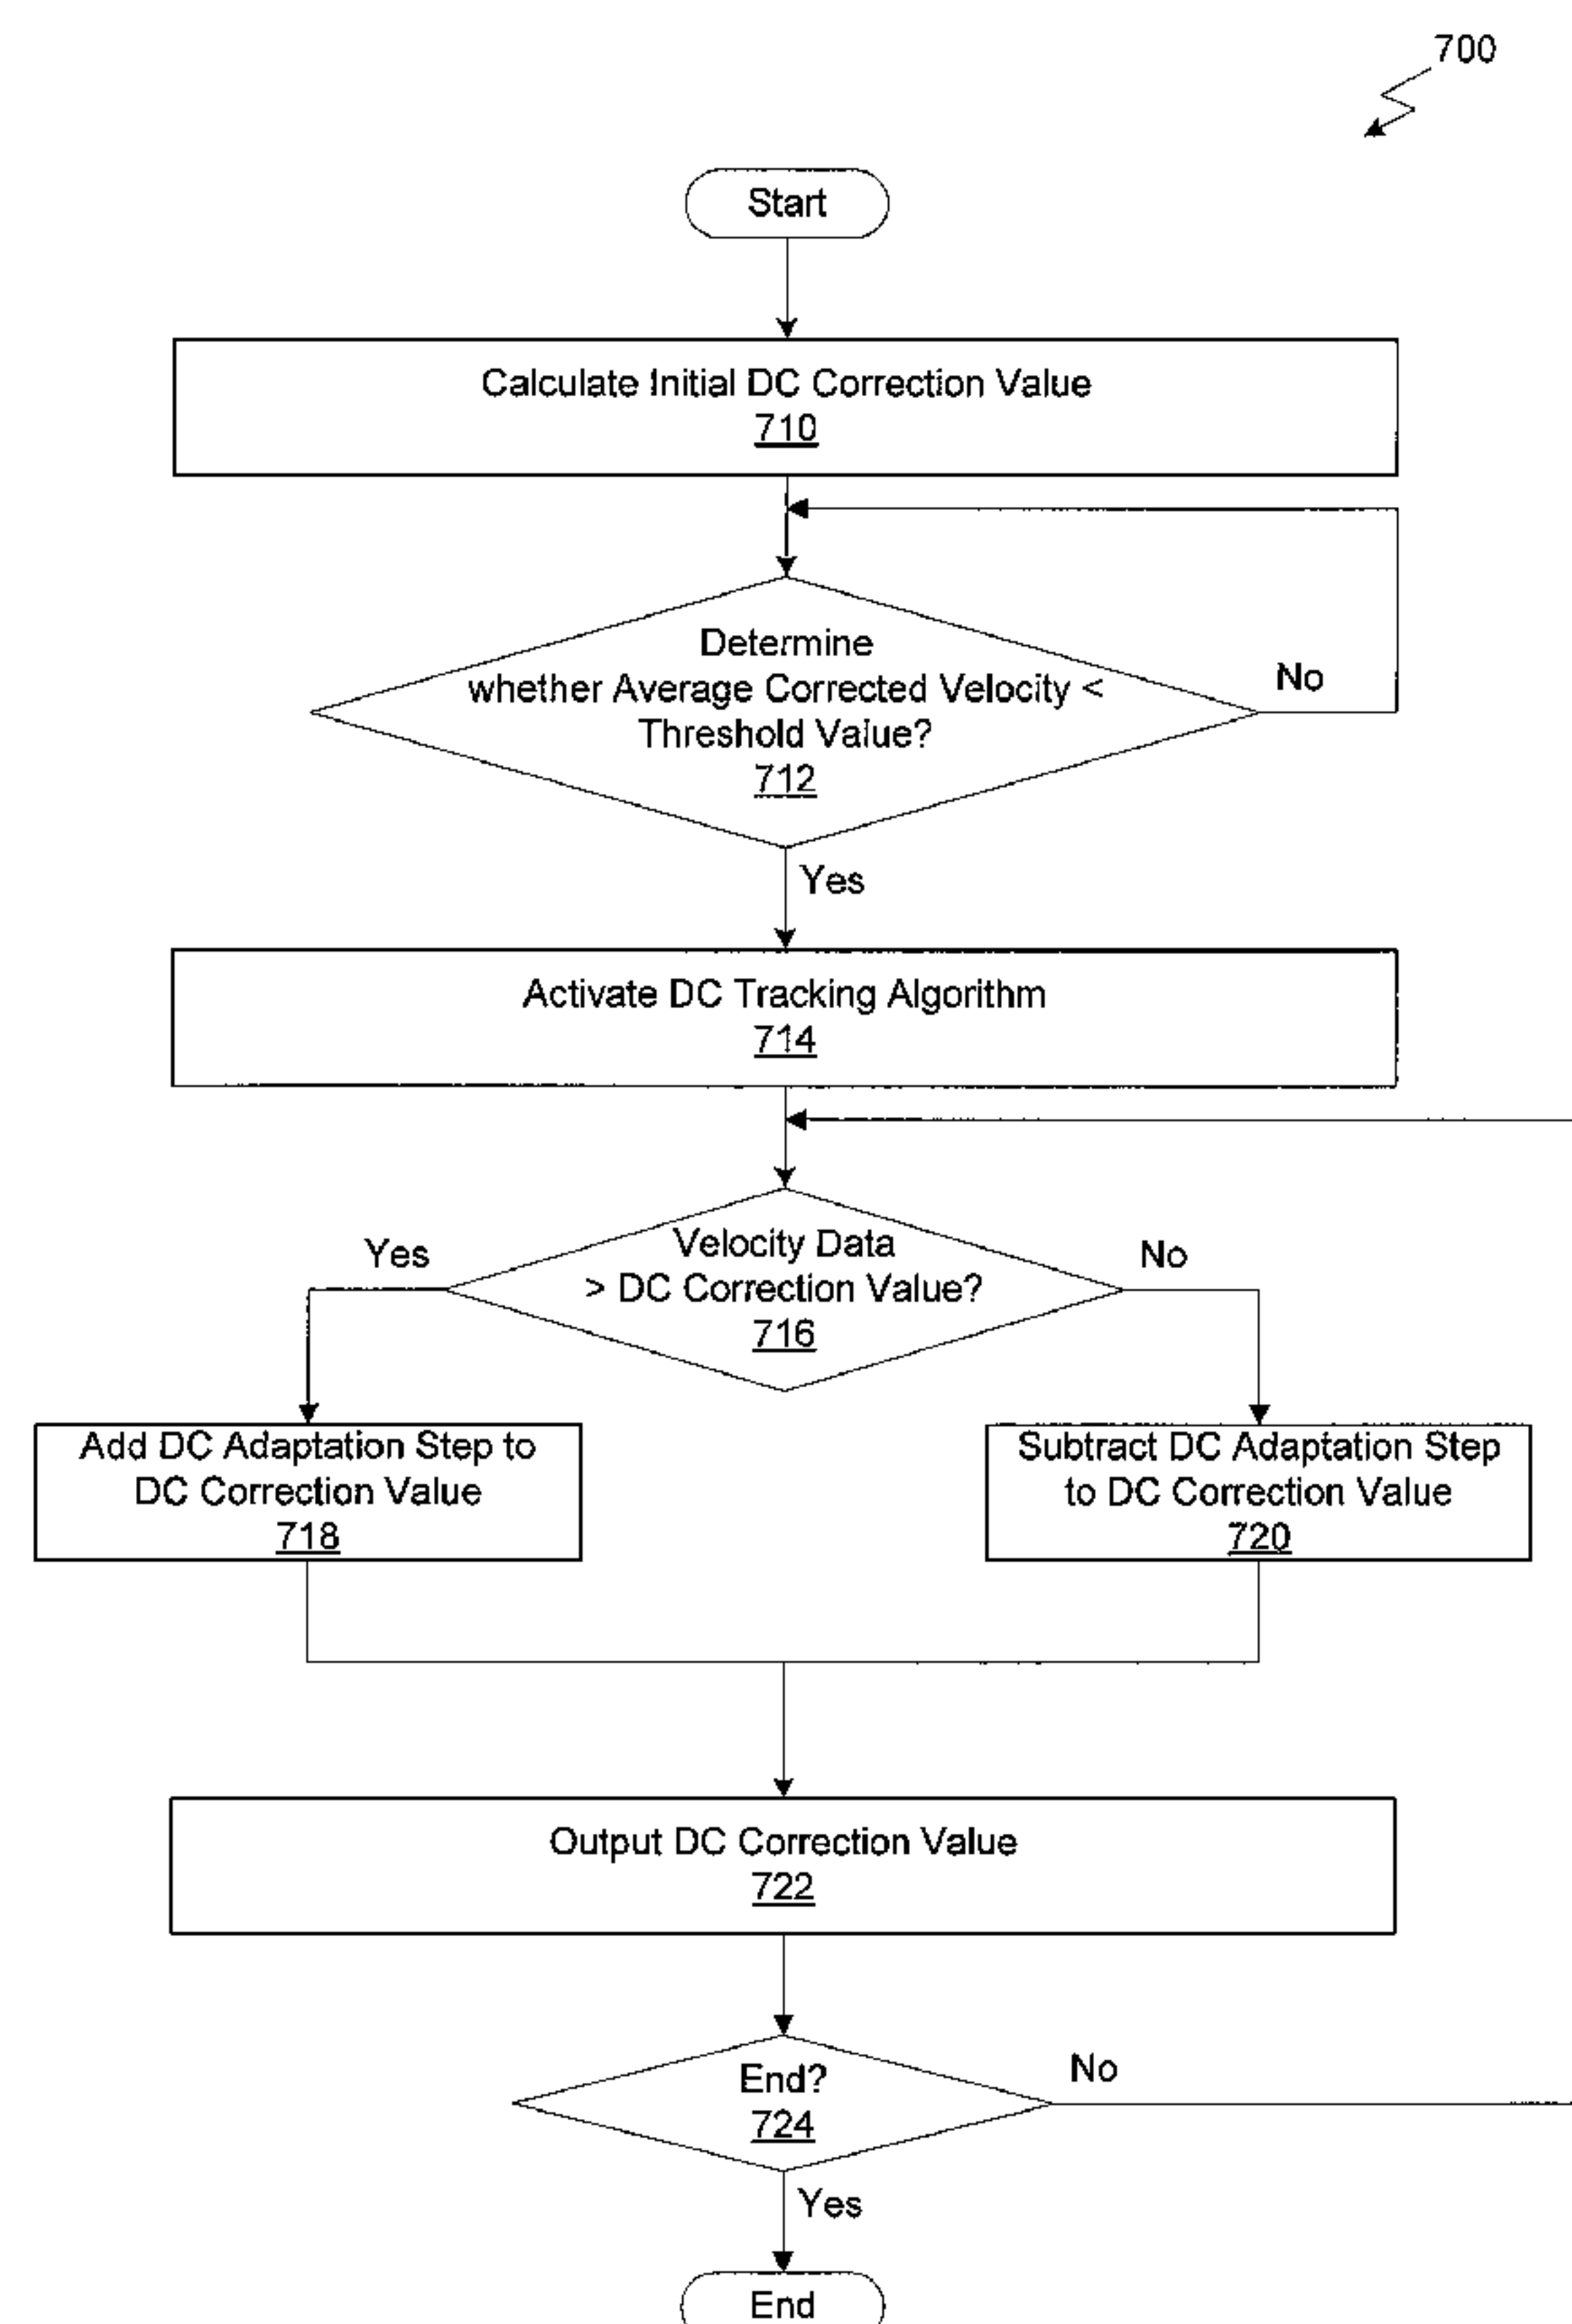 700
Start
Calculate Initial DC Correction Value
710
Determine
whether Average Corrected Velocity <
Threshold Value?
712
No
Yes
Activate DC Tracking Algorithm
714
Velocity Data
> DC Correction Value?
716
Yes
No
Add DC Adaptation Step to
DC Correction Value
718
Subtract DC Adaptation Step
to DC Correction Value
720
Output DC Correction Value
722
End?
724
No
Yes
End